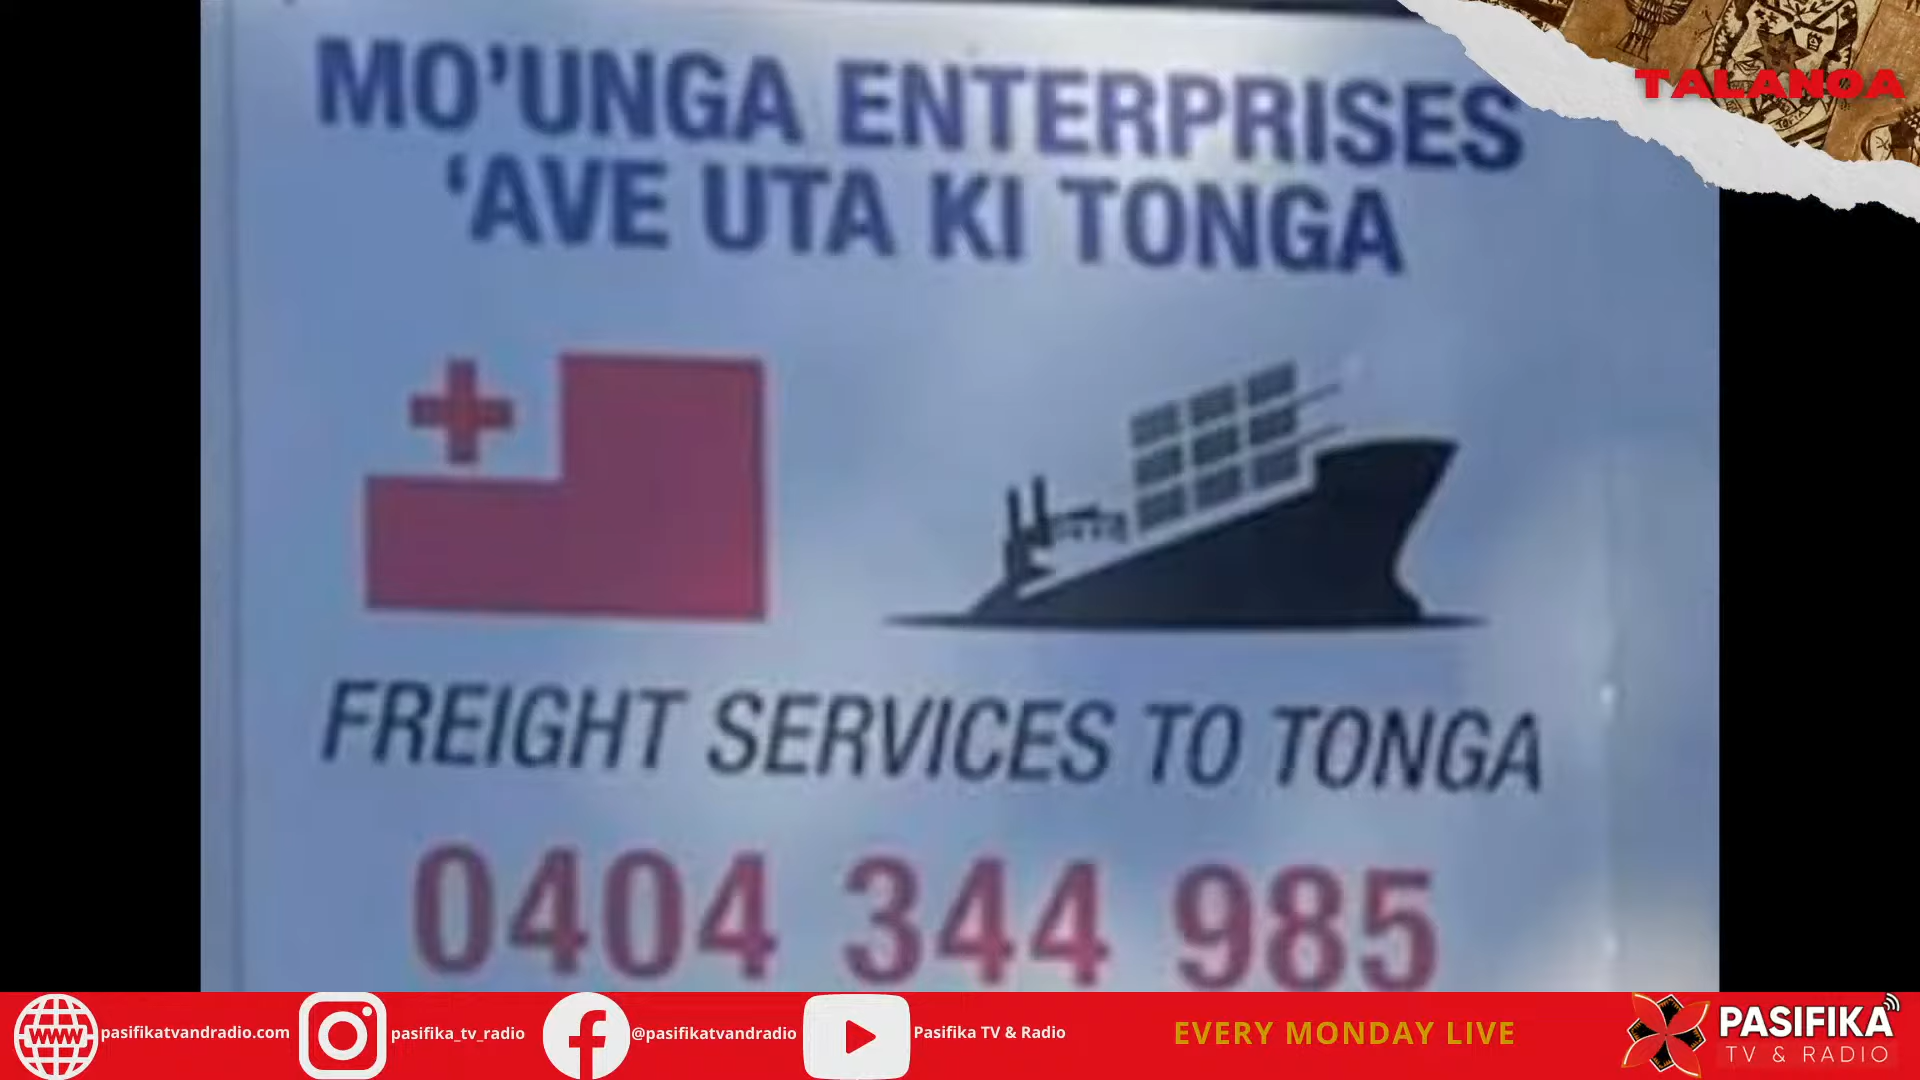 MO’UNGA ENTERPRISES
‘AVE UTA KI TONGA
TALANOA
FREIGHT SERVICES TO TONGA
0404 344 985
www pasifikatvandradio.com
pasifika_tv_radio
@pasifikatvandradio
Pasifika TV & Radio
EVERY MONDAY LIVE
PASIFIKA
TV & RADIO